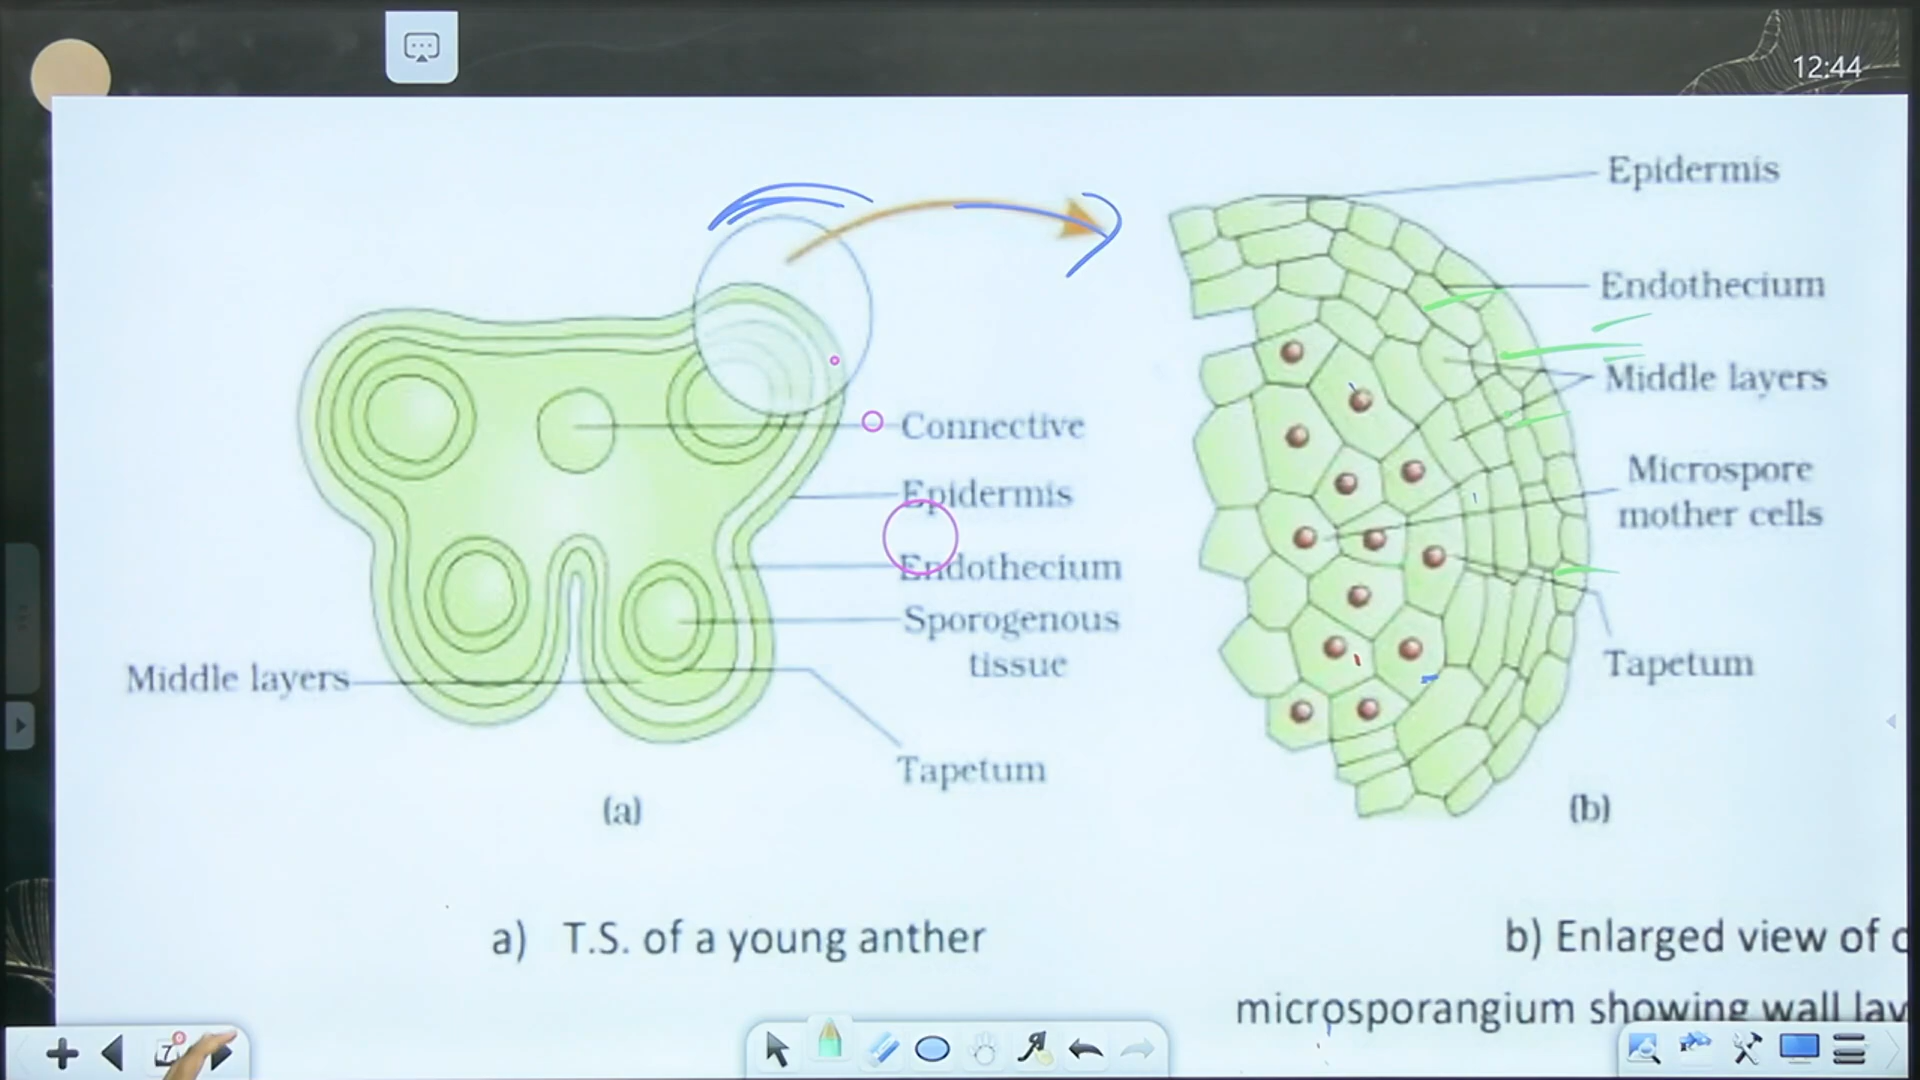 12:44
Epidermis
Endothecium
Middle layers
Microspore
mother cells
Tapetum
(b)
Connective
Epidermis
Endothecium
Sporogenous
tissue
Middle layers
Tapetum
(a)
a) T.S. of a young anther
b) Enlarged view of
microsporangium showing wall
7